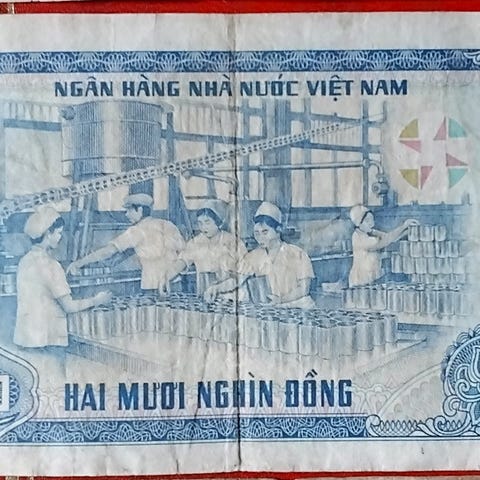 NGÂN HÀNG NHÀ NƯỚC VIỆT NAM
HAI MƯƠI NGHÌN ĐỒNG